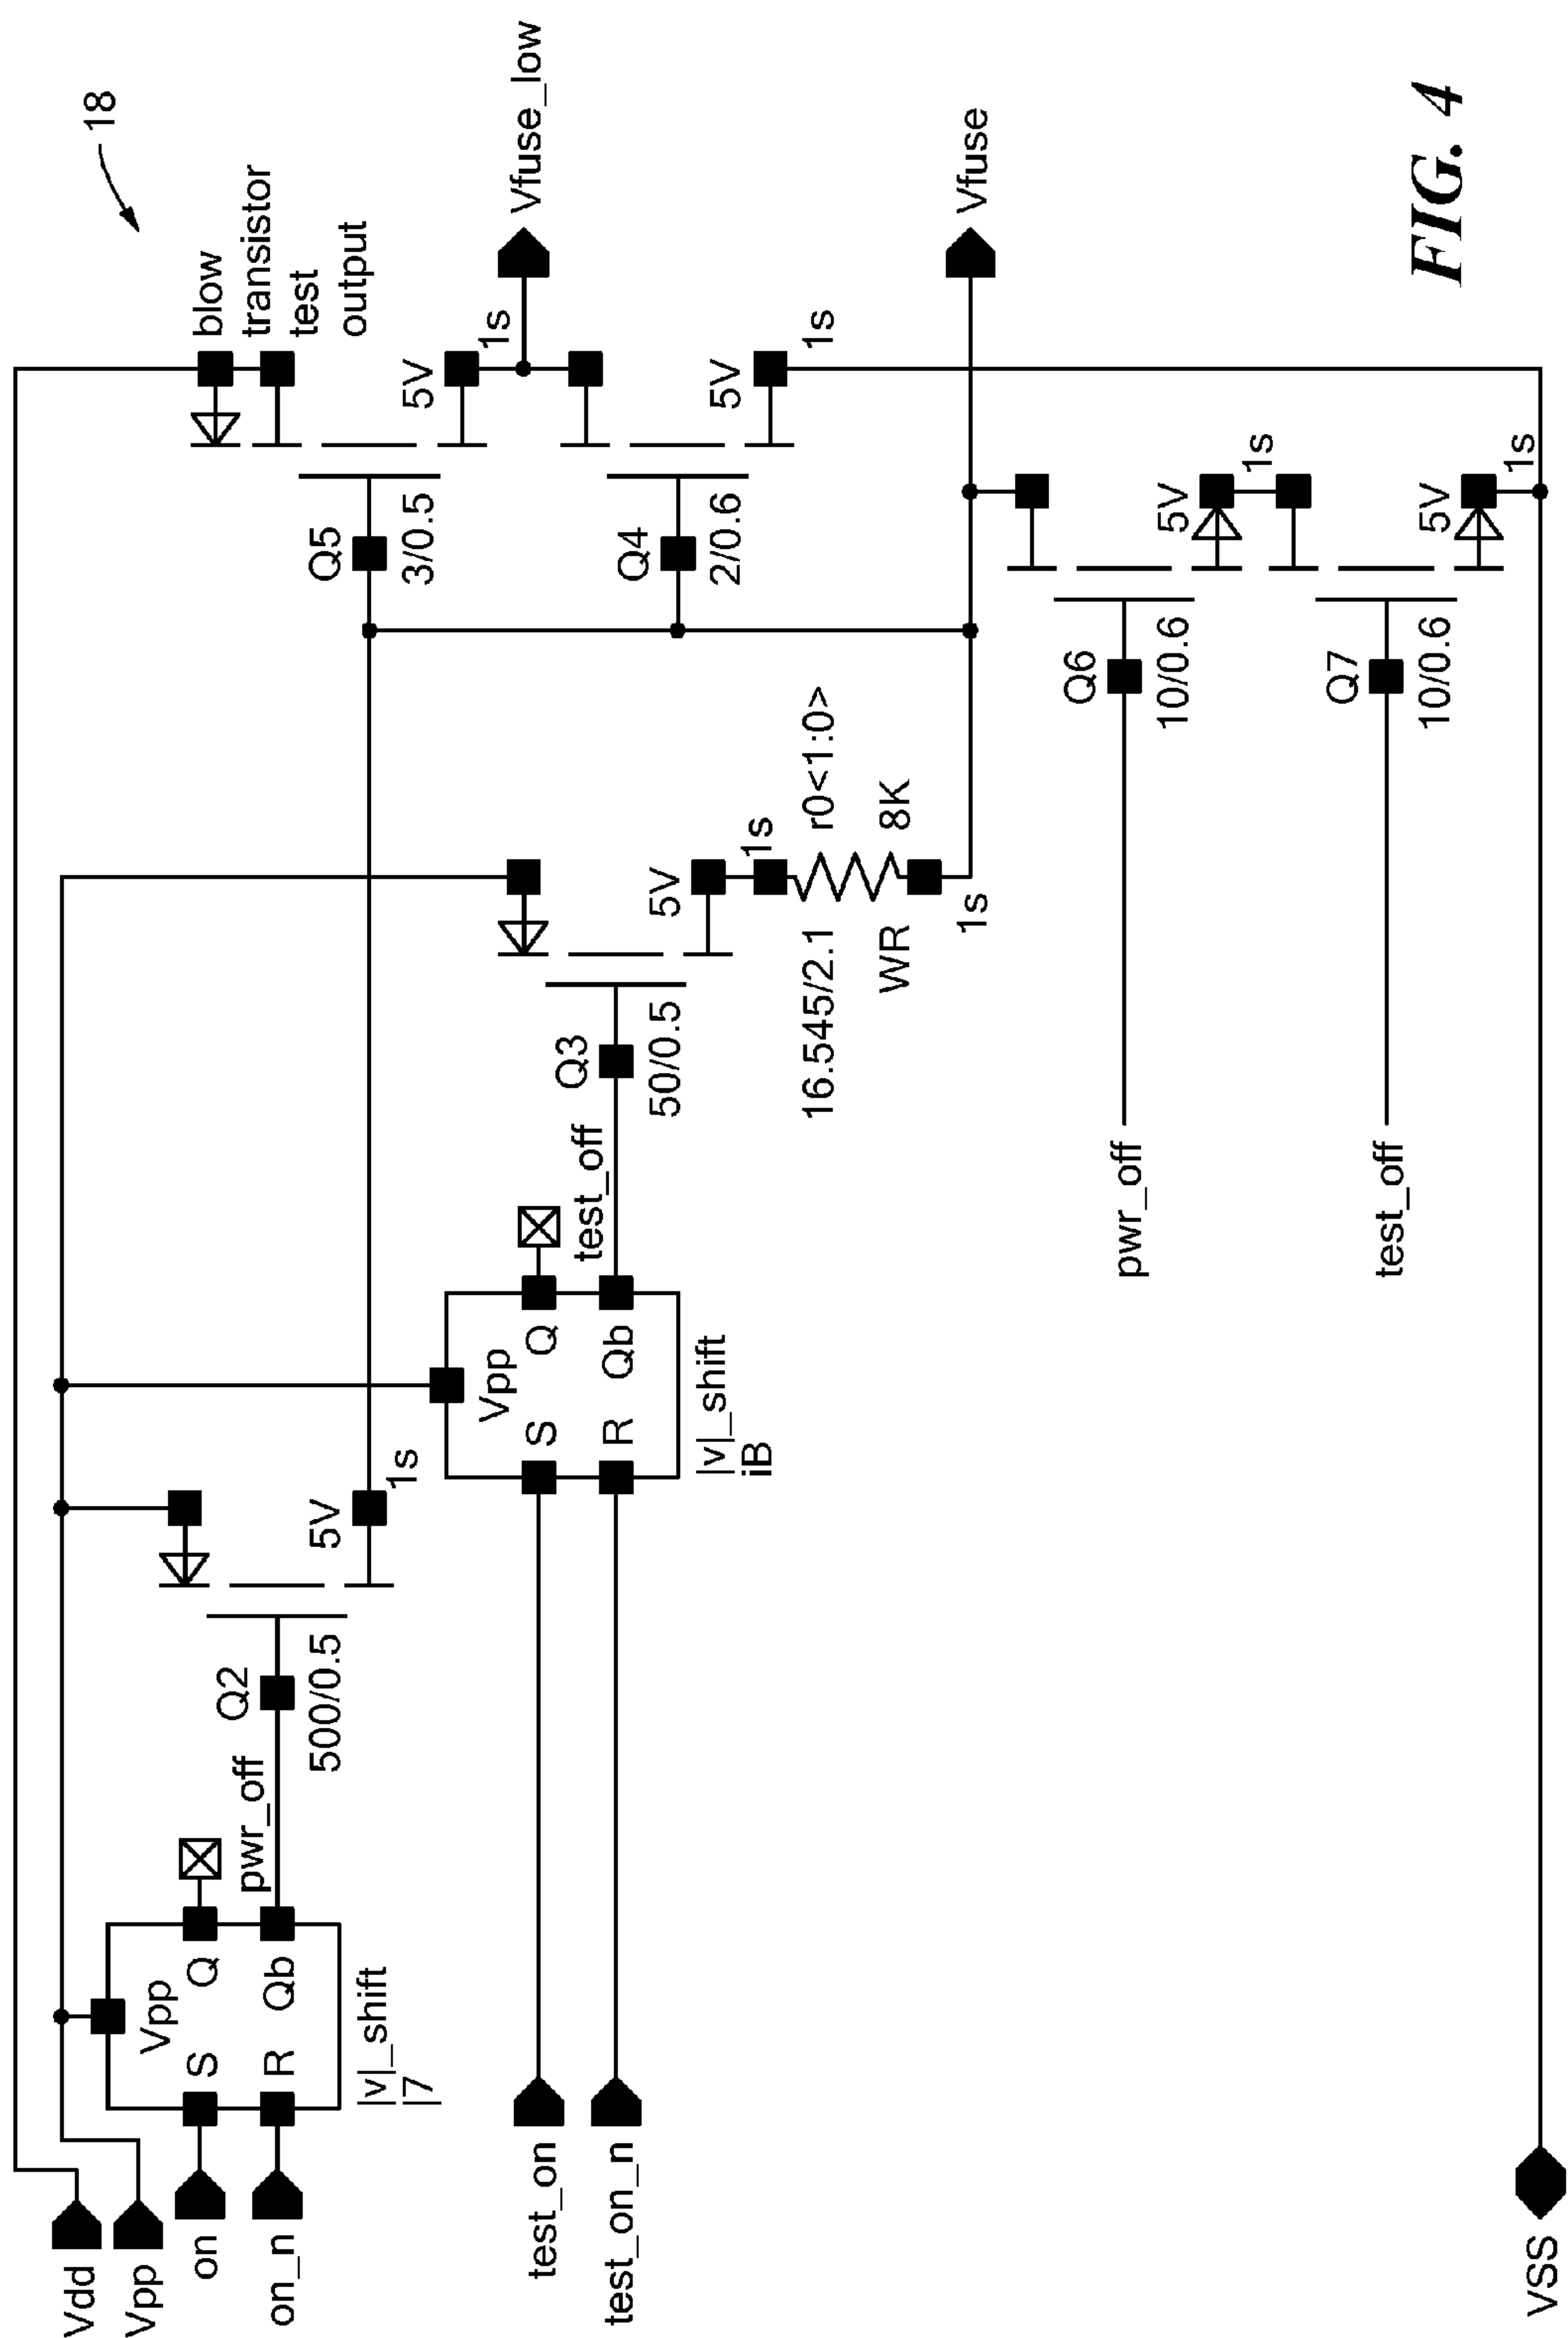 18
Vdd
Vpp
on
on_n
Vpp
S
Q
R
Qb
|v|_shift
|7
pwr_off
Q2
500/0.5
5V
1s
test_on
test_on_n
Vpp
S
Q
R
Qb
|v|_shift
iB
test_off
Q3
50/0.5
5V
1s
16.545/2.1
r0<1:0>
WR
8K
1s
blow
transistor
test
output
Q5
3/0.5
5V
1s
Vfuse_low
Q4
2/0.6
5V
1s
Vfuse
pwr_off
Q6
10/0.6
5V
1s
test_off
Q7
10/0.6
5V
1s
VSS
FIG. 4